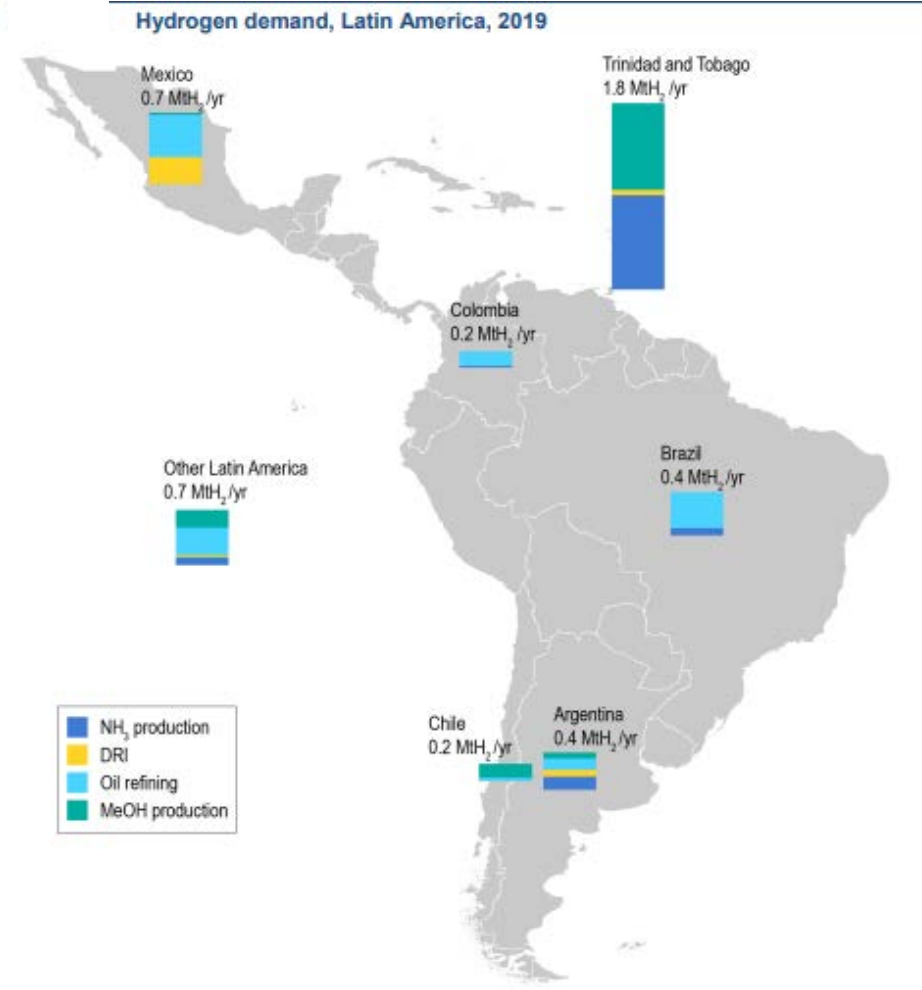 Hydrogen demand, Latin America, 2019
Mexico
0.7 MtH₂/yr
Trinidad and Tobago
1.8 MtH₂/yr
Colombia
0.2 MtH₂/yr
Other Latin America
0.7 MtH₂/yr
Brazil
0.4 MtH₂/yr
Chile
0.2 MtH₂/yr
Argentina
0.4 MtH₂/yr
NH₃ production
DRI
Oil refining
MeOH production